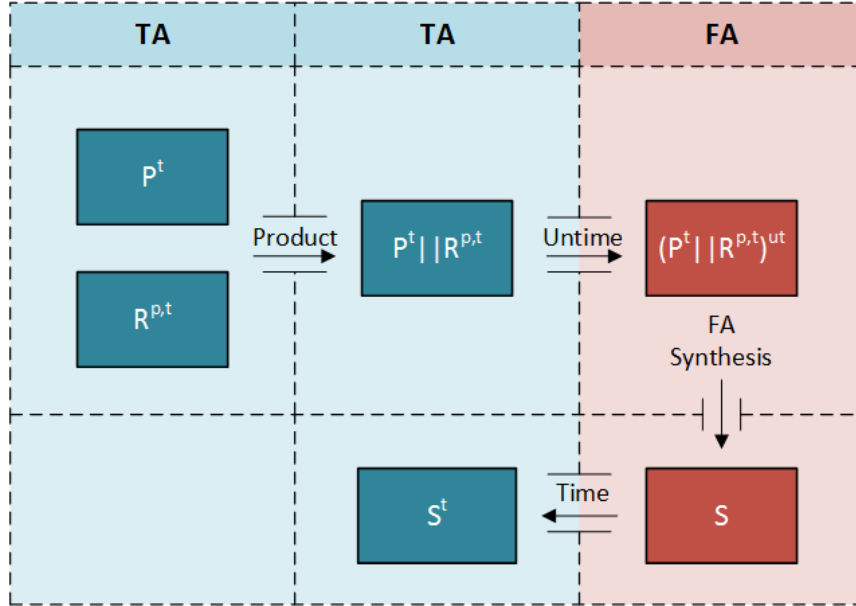 TA TA FA
P^t
Product P^t||R^{p,t} Untime (P^t||R^{p,t})^{ut}
R^{p,t}
FA
Synthesis
S^t Time S